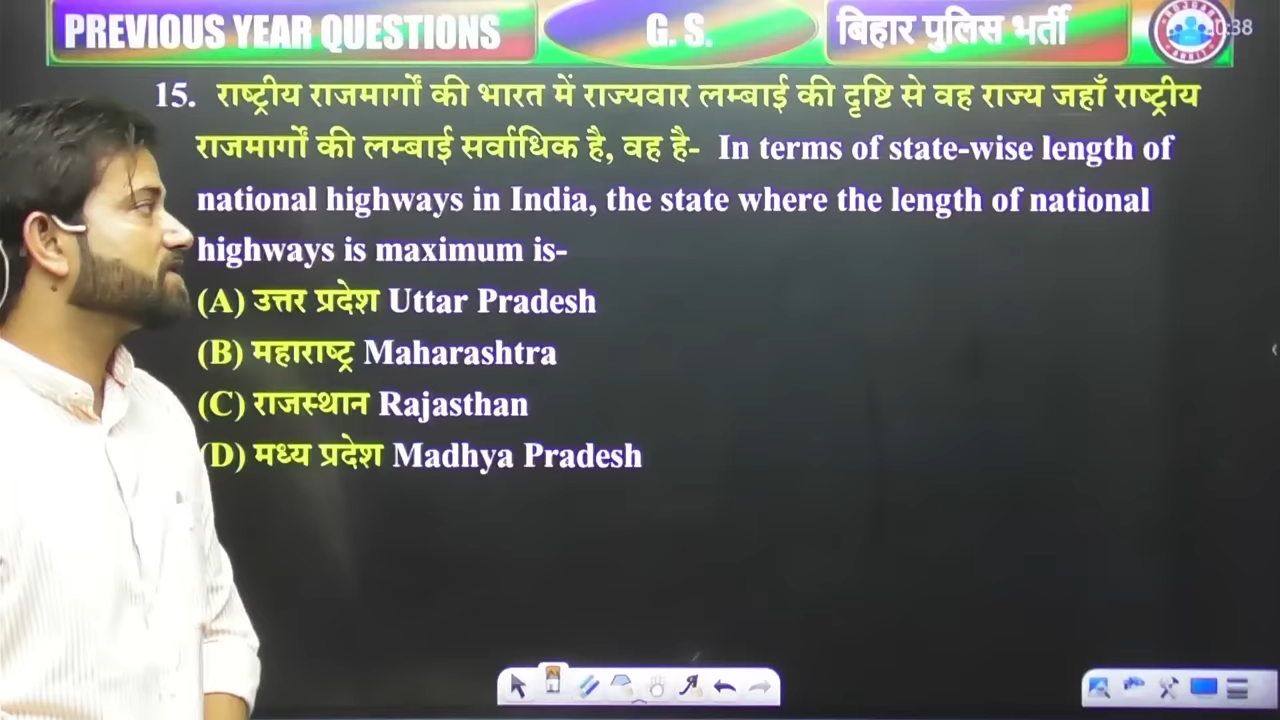 PREVIOUS YEAR QUESTIONS
G. S.
बिहार पुलिस भर्ती
15. राष्ट्रीय राजमार्गों की भारत में राज्यवार लम्बाई की दृष्टि से वह राज्य जहाँ राष्ट्रीय
राजमार्गों की लम्बाई सर्वाधिक है, वह है- In terms of state-wise length of
national highways in India, the state where the length of national
highways is maximum is-
(A) उत्तर प्रदेश Uttar Pradesh
(B) महाराष्ट्र Maharashtra
(C) राजस्थान Rajasthan
(D) मध्य प्रदेश Madhya Pradesh